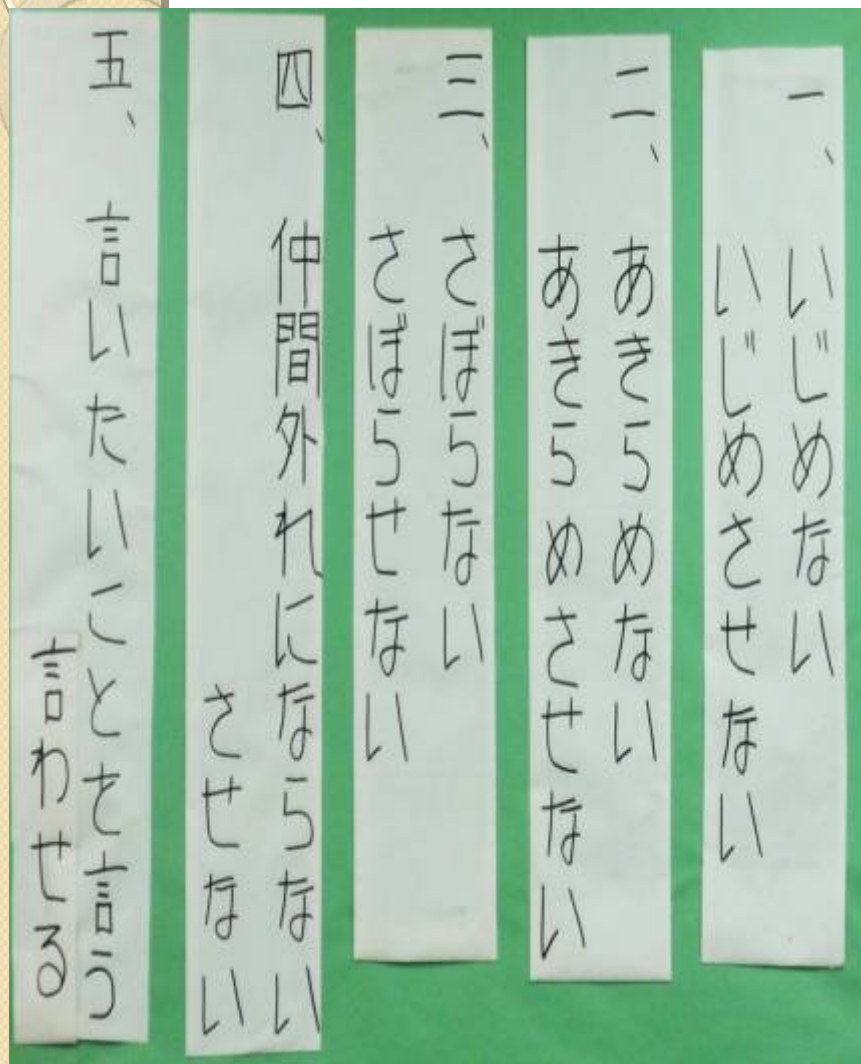 一、いじめない
いじめさせない
二、あきらめない
あきらめさせない
三、さぼらない
さぼらせない
四、仲間外れにならない
させない
五、言いたいことを言う
言わせる